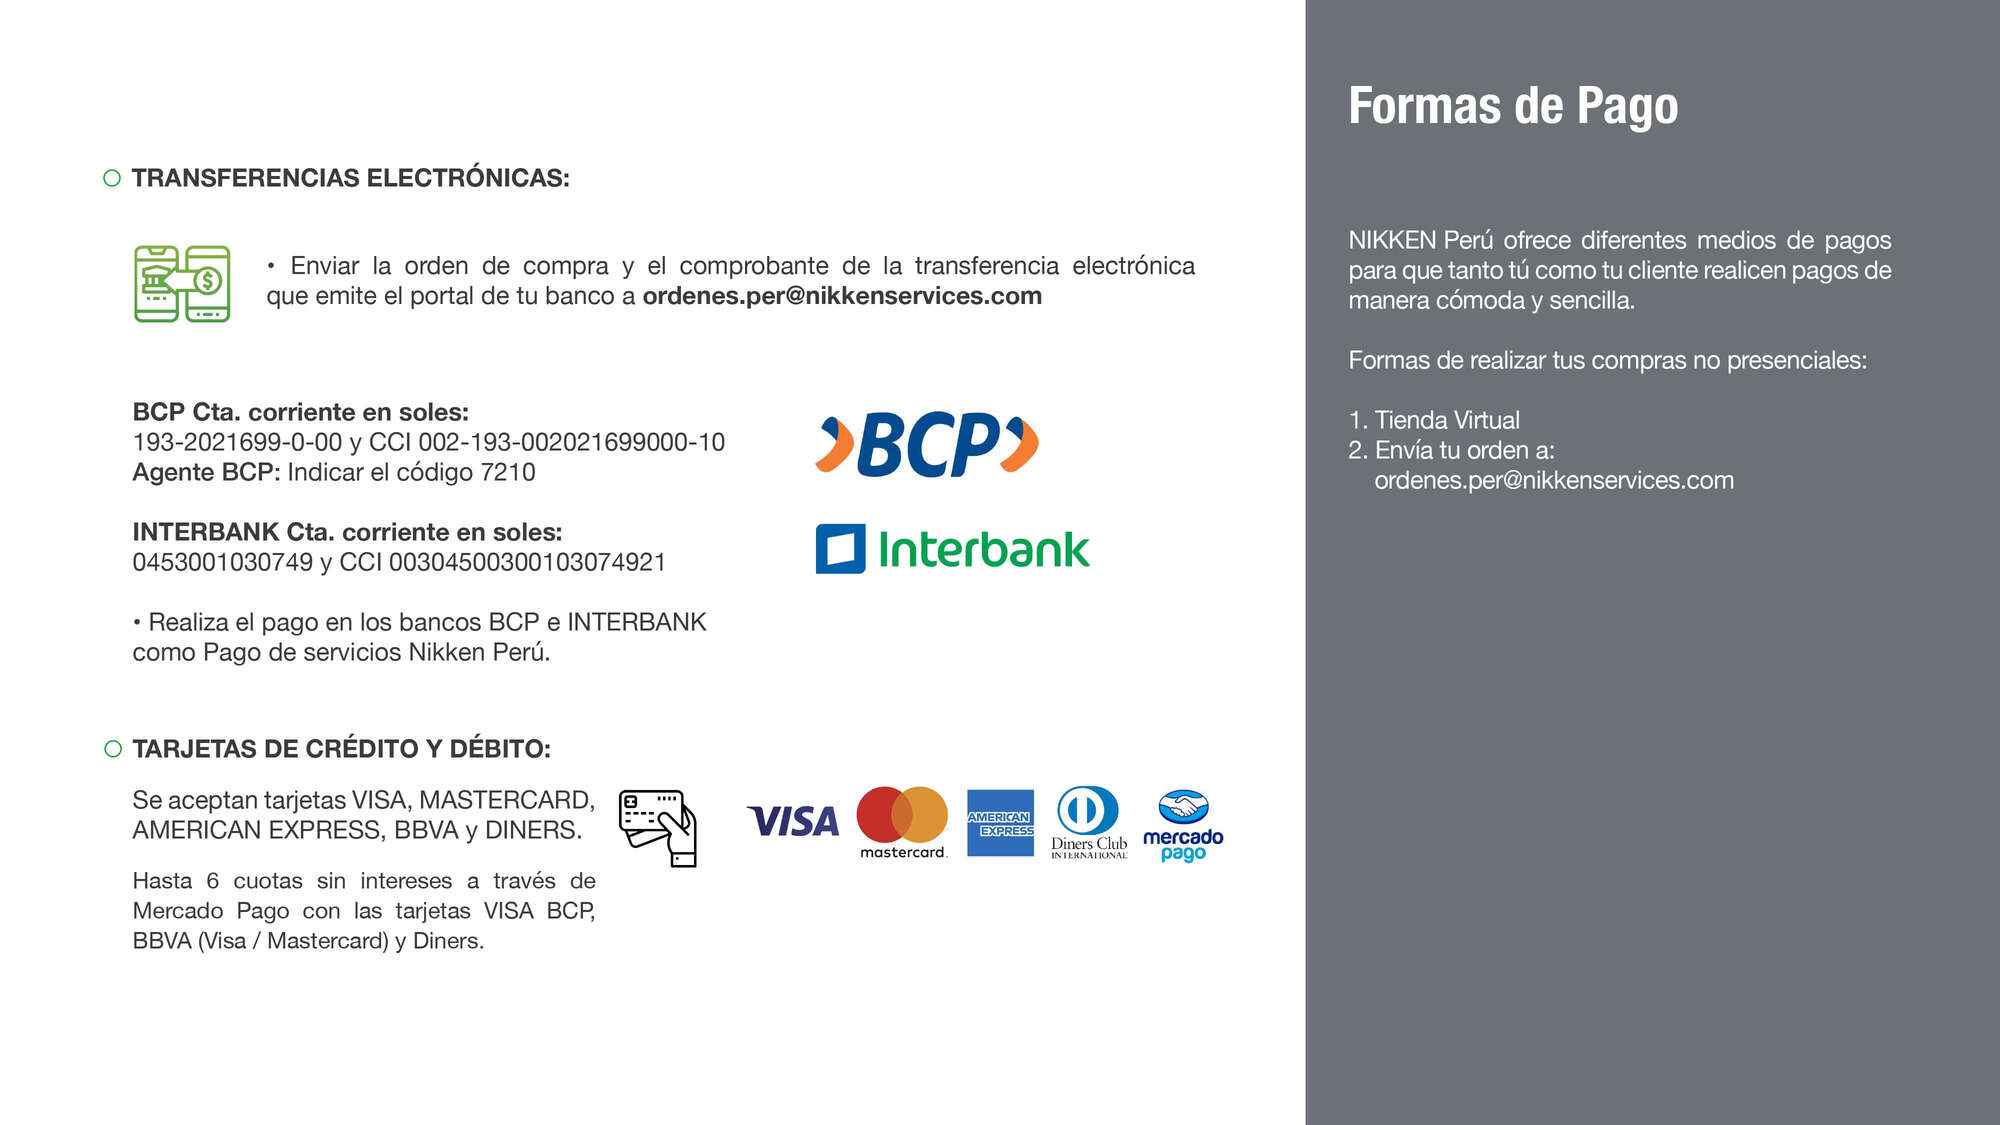 Formas de Pago
NIKKEN Perú ofrece diferentes medios de pagos
para que tanto tú como tu cliente realicen pagos de
manera cómoda y sencilla.
Formas de realizar tus compras no presenciales:
1. Tienda Virtual
2. Envía tu orden a:
ordenes.per@nikkenservices.com
TRANSFERENCIAS ELECTRÓNICAS:
• Enviar la orden de compra y el comprobante de la transferencia electrónica
que emite el portal de tu banco a ordenes.per@nikkenservices.com
BCP Cta. corriente en soles:
193-2021699-0-00 y CCI 002-193-002021699000-10
Agente BCP: Indicar el código 7210
BCP
INTERBANK Cta. corriente en soles:
0453001030749 y CCI 00304500300103074921
Interbank
• Realiza el pago en los bancos BCP e INTERBANK
como Pago de servicios Nikken Perú.
TARJETAS DE CRÉDITO Y DÉBITO:
Se aceptan tarjetas VISA, MASTERCARD,
AMERICAN EXPRESS, BBVA y DINERS.
Hasta 6 cuotas sin intereses a través de
Mercado Pago con las tarjetas VISA BCP,
BBVA (Visa / Mastercard) y Diners.
VISA
mastercard.
AMERICAN
EXPRESS
Diners Club
INTERNATIONAL
mercado
pago